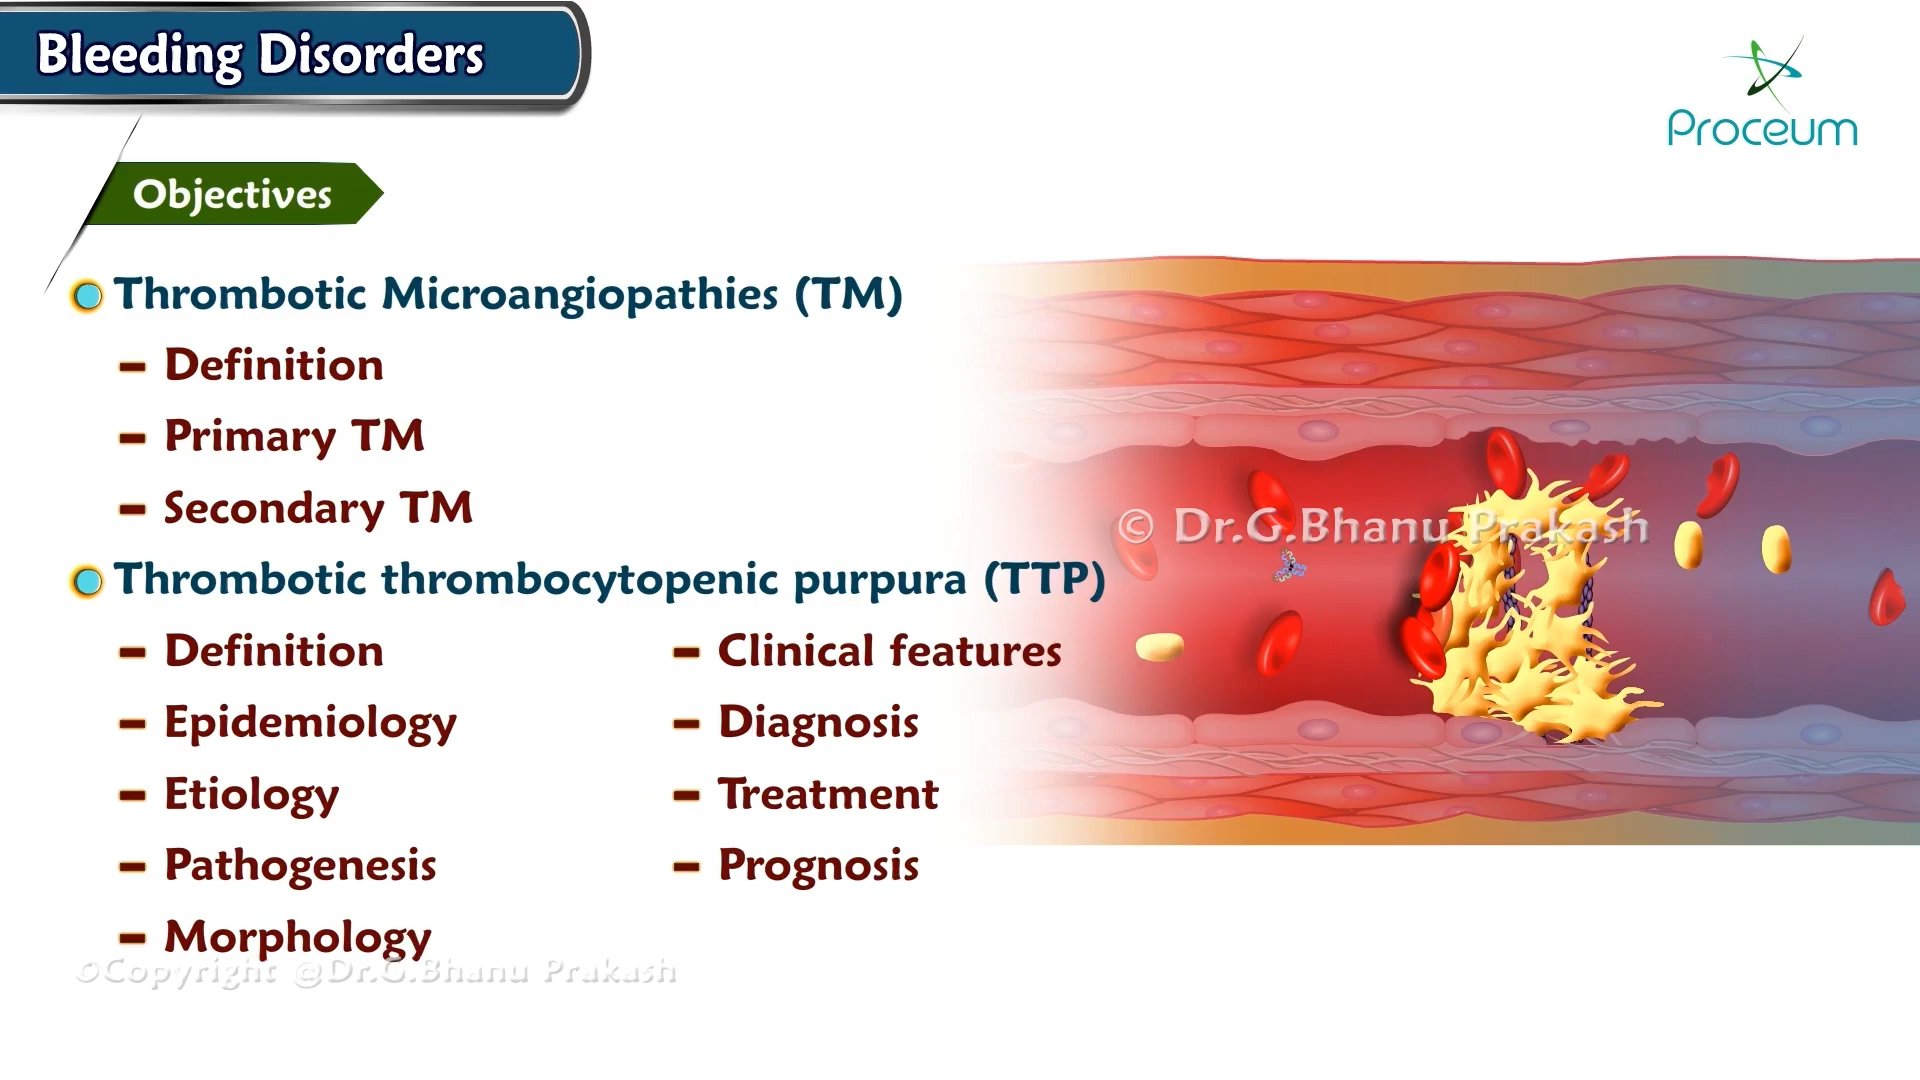 Bleeding Disorders
Proceum
Objectives
Thrombotic Microangiopathies (TM)
– Definition
– Primary TM
– Secondary TM
Thrombotic thrombocytopenic purpura (TTP)
– Definition
– Epidemiology
– Etiology
– Pathogenesis
– Morphology
– Clinical features
– Diagnosis
– Treatment
– Prognosis
© Dr.G.Bhanu Prakash
©Copyright @Dr.G.Bhanu Prakash